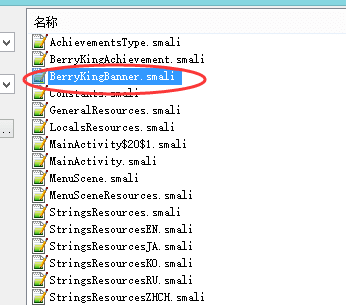 名称
AchievementsType.smali
BerryKingAchievement.smali
BerryKingBanner.smali
Constants.smali
GeneralResources.smali
LocalsResources.smali
MainActivity$20$1.smali
MainActivity.smali
MenuScene.smali
MenuSceneResources.smali
StringsResources.smali
StringsResourcesEN.smali
StringsResourcesJA.smali
StringsResourcesKO.smali
StringsResourcesRU.smali
StringsResourcesZHCH.smali
...